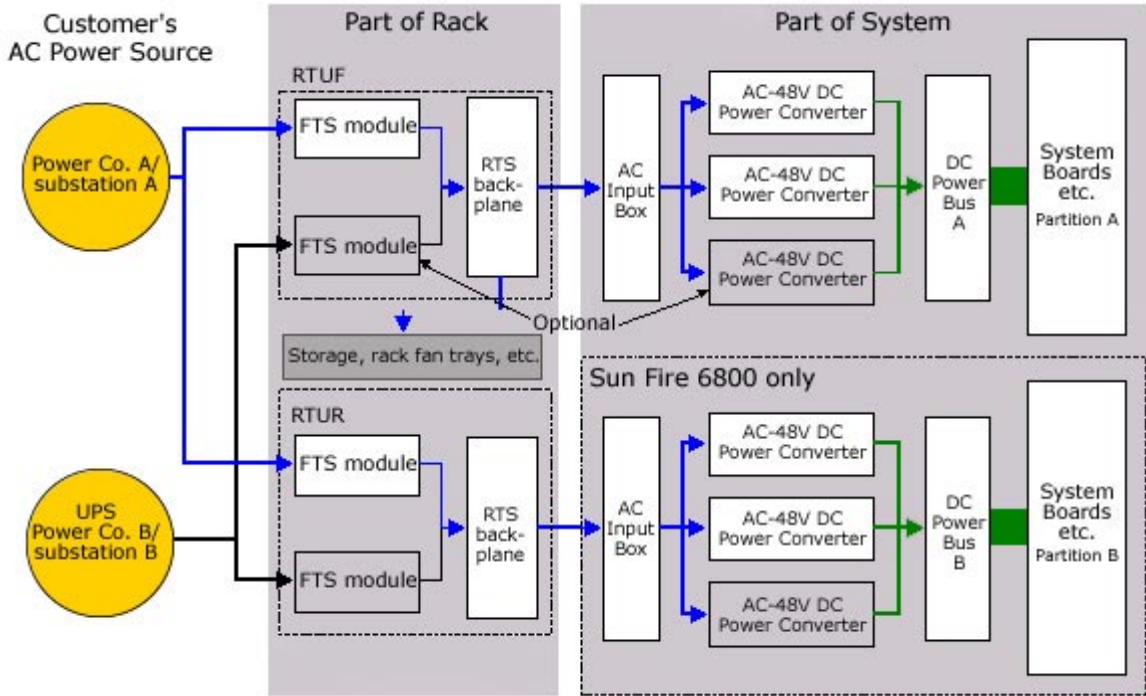 Customer's
AC Power Source
Part of Rack
Part of System
Power Co. A/
substation A
RTUF
FTS module
FTS module
RTS
back-
plane
AC
Input
Box
AC-48V DC
Power Converter
AC-48V DC
Power Converter
AC-48V DC
Power Converter
DC
Power
Bus
A
System
Boards
etc.
Partition A
Optional
Storage, rack fan trays, etc.
UPS
Power Co. B/
substation B
RTUR
FTS module
FTS module
RTS
back-
plane
Sun Fire 6800 only
AC
Input
Box
AC-48V DC
Power Converter
AC-48V DC
Power Converter
AC-48V DC
Power Converter
DC
Power
Bus
B
System
Boards
etc.
Partition B